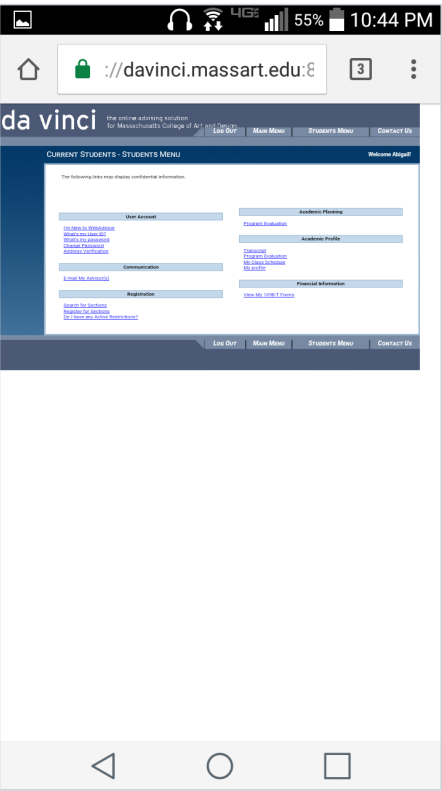 4G 55% 10:44 PM
://davinci.massart.edu:8
3
da vinci the online advising solution
for Massachusetts College of Art and Design
LOG OUT MAIN MENU STUDENTS MENU CONTACT US
CURRENT STUDENTS - STUDENTS MENU Welcome Abigail!
The following links may display confidential information.
User Account
I'm New to WebAdvisor
What's my User ID?
What's my password
Change Password
Address Verification
Communication
E-mail My Advisor(s)
Registration
Search for Sections
Register for Sections
Do I have any Active Restrictions?
Academic Planning
Program Evaluation
Academic Profile
Transcript
Program Evaluation
My Class Schedule
My profile
Financial Information
View My 1098-T Forms
LOG OUT MAIN MENU STUDENTS MENU CONTACT US